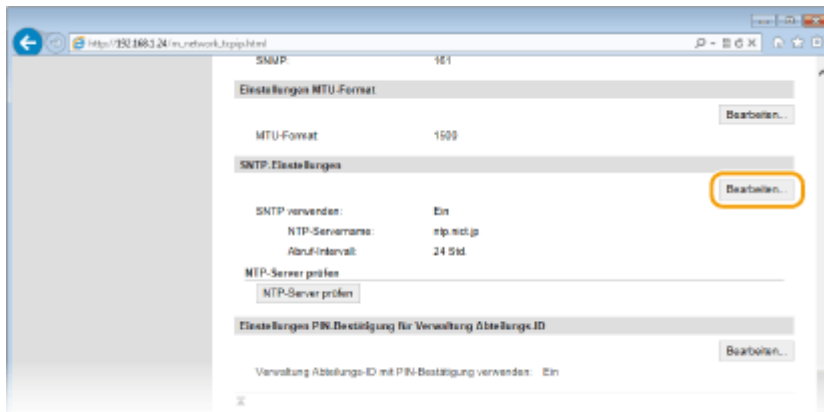 http://192.168.1.24/m_network_tcpip.html
SNMP: 161
Einstellungen MTU-Format
Bearbeiten...
MTU-Format: 1500
SNTP-Einstellungen
Bearbeiten...
SNTP verwenden: Ein
NTP-Servername: ntp.nict.jp
Abruf-Intervall: 24 Std.
NTP-Server prüfen
NTP-Server prüfen
Einstellungen PIN-Bestätigung für Verwaltung Abteilungs-ID
Bearbeiten...
Verwaltung Abteilungs-ID mit PIN-Bestätigung verwenden: Ein